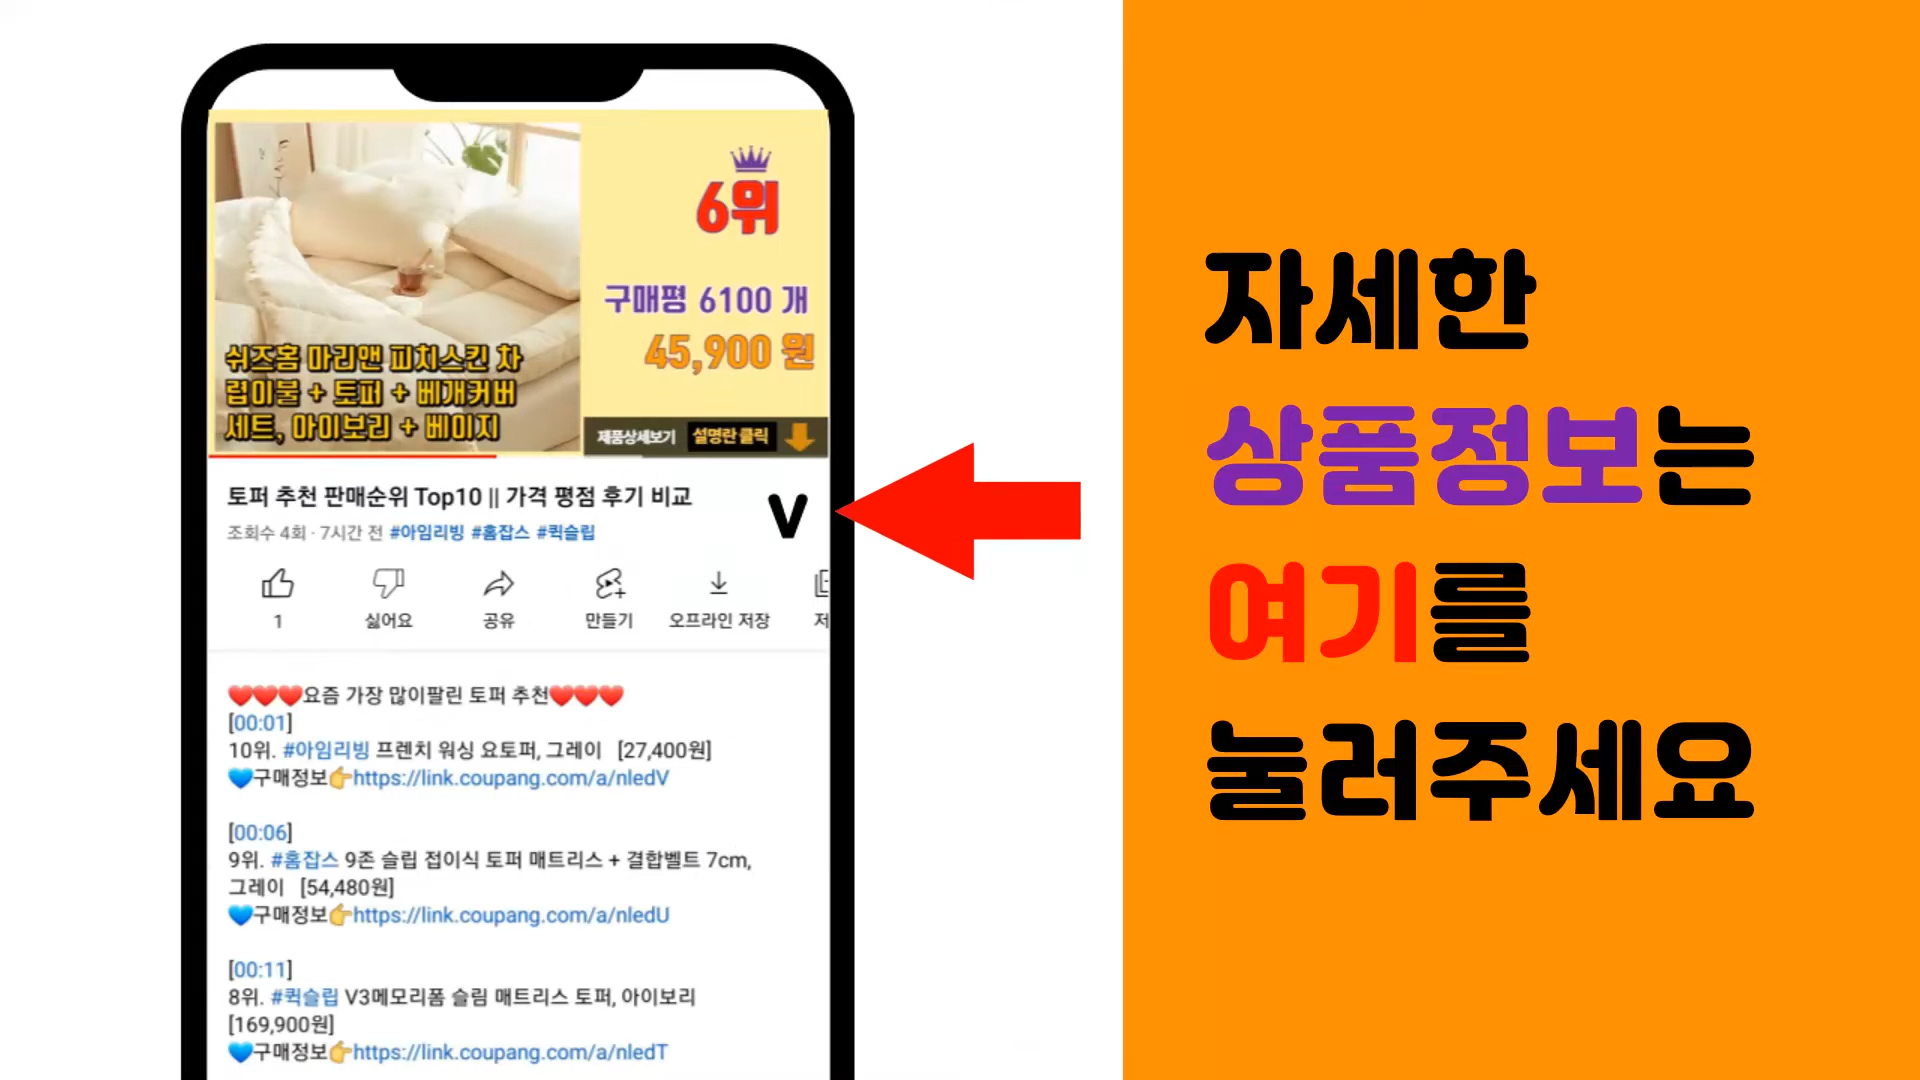 6위
구매평 6100 개
45,900 원
쉬즈홈 마리앤 피치스킨 차
렵이불 + 토퍼 + 베개커버
세트, 아이보리 + 베이지
제품상세보기 설명란 클릭
토퍼 추천 판매순위 Top10 || 가격 평점 후기 비교
V
조회수 4회 · 7시간 전 #아임리빙 #홈잡스 #퀵슬립
1 싫어요 공유 만들기 오프라인 저장 저
❤️❤️❤️요즘 가장 많이팔린 토퍼 추천❤️❤️❤️
[00:01]
10위. #아임리빙 프렌치 워싱 요토퍼, 그레이 [27,400원]
💙구매정보👉https://link.coupang.com/a/nledV
[00:06]
9위. #홈잡스 9존 슬립 접이식 토퍼 매트리스 + 결합벨트 7cm,
그레이 [54,480원]
💙구매정보👉https://link.coupang.com/a/nledU
[00:11]
8위. #퀵슬립 V3메모리폼 슬림 매트리스 토퍼, 아이보리
[169,900원]
💙구매정보👉https://link.coupang.com/a/nledT
자세한
상품정보는
여기를
눌러주세요